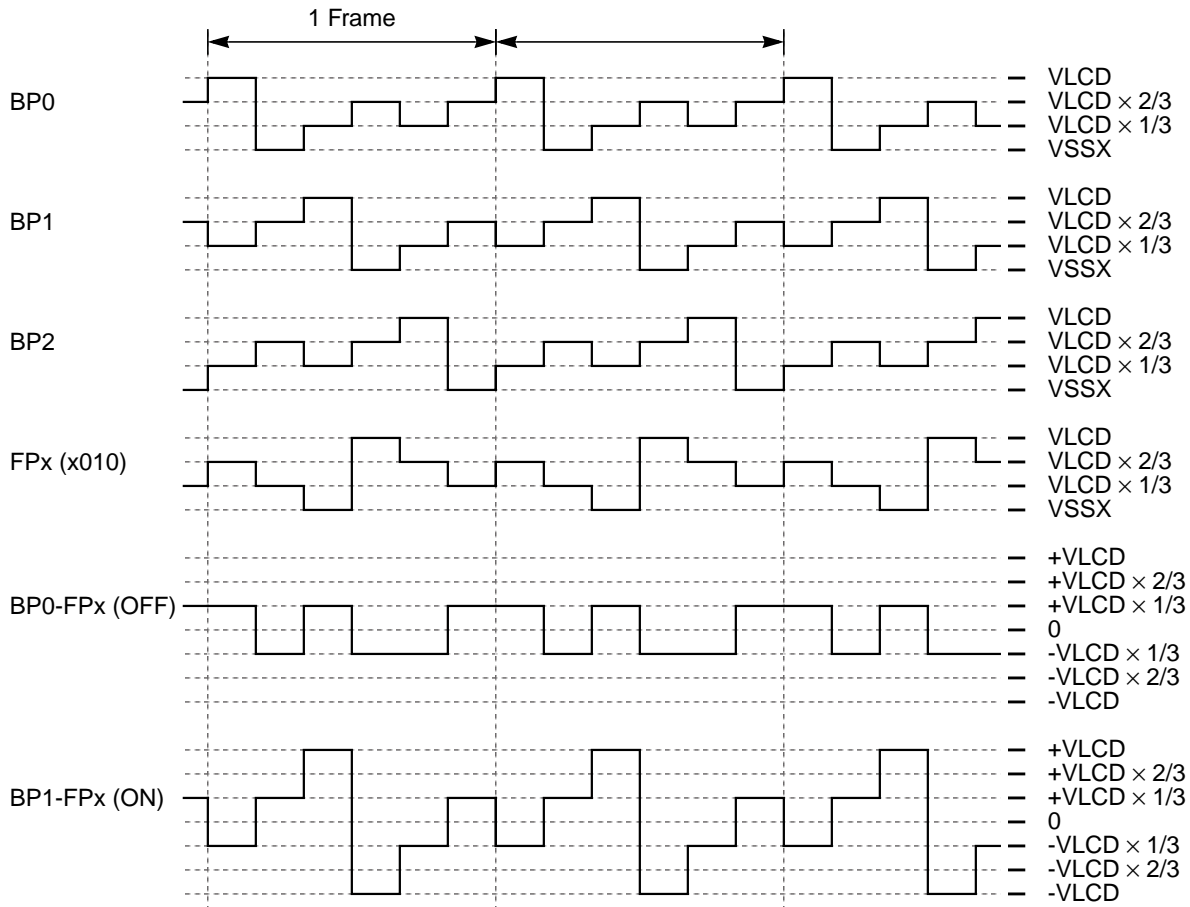 1 Frame
BP0
VLCD
VLCD × 2/3
VLCD × 1/3
VSSX
BP1
VLCD
VLCD × 2/3
VLCD × 1/3
VSSX
BP2
VLCD
VLCD × 2/3
VLCD × 1/3
VSSX
FPx (x010)
VLCD
VLCD × 2/3
VLCD × 1/3
VSSX
BP0-FPx (OFF)
+VLCD
+VLCD × 2/3
+VLCD × 1/3
0
-VLCD × 1/3
-VLCD × 2/3
-VLCD
BP1-FPx (ON)
+VLCD
+VLCD × 2/3
+VLCD × 1/3
0
-VLCD × 1/3
-VLCD × 2/3
-VLCD